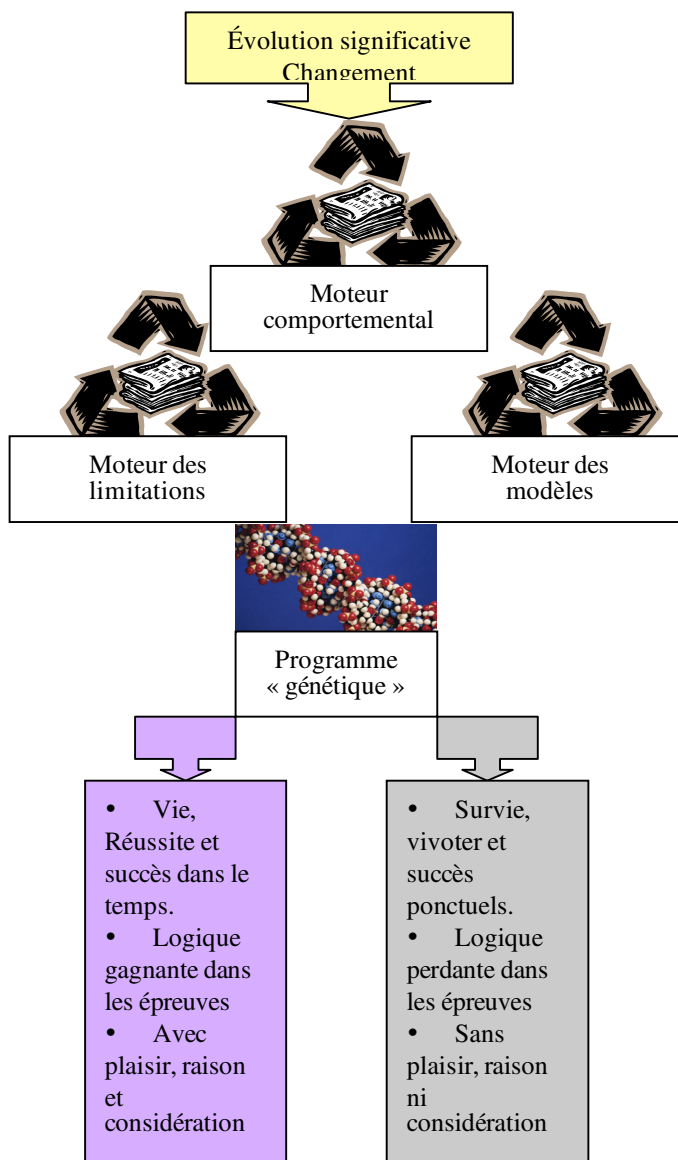 Évolution significative
Changement
Moteur
comportemental
Moteur des
limitations
Moteur des
modèles
Programme
« génétique »
• Vie,
Réussite et
succès dans le
temps.
• Logique
gagnante dans
les épreuves
• Avec
plaisir, raison
et
considération
• Survie,
vivoter et
succès
ponctuels.
• Logique
perdante dans
les épreuves
• Sans
plaisir, raison
ni
considération